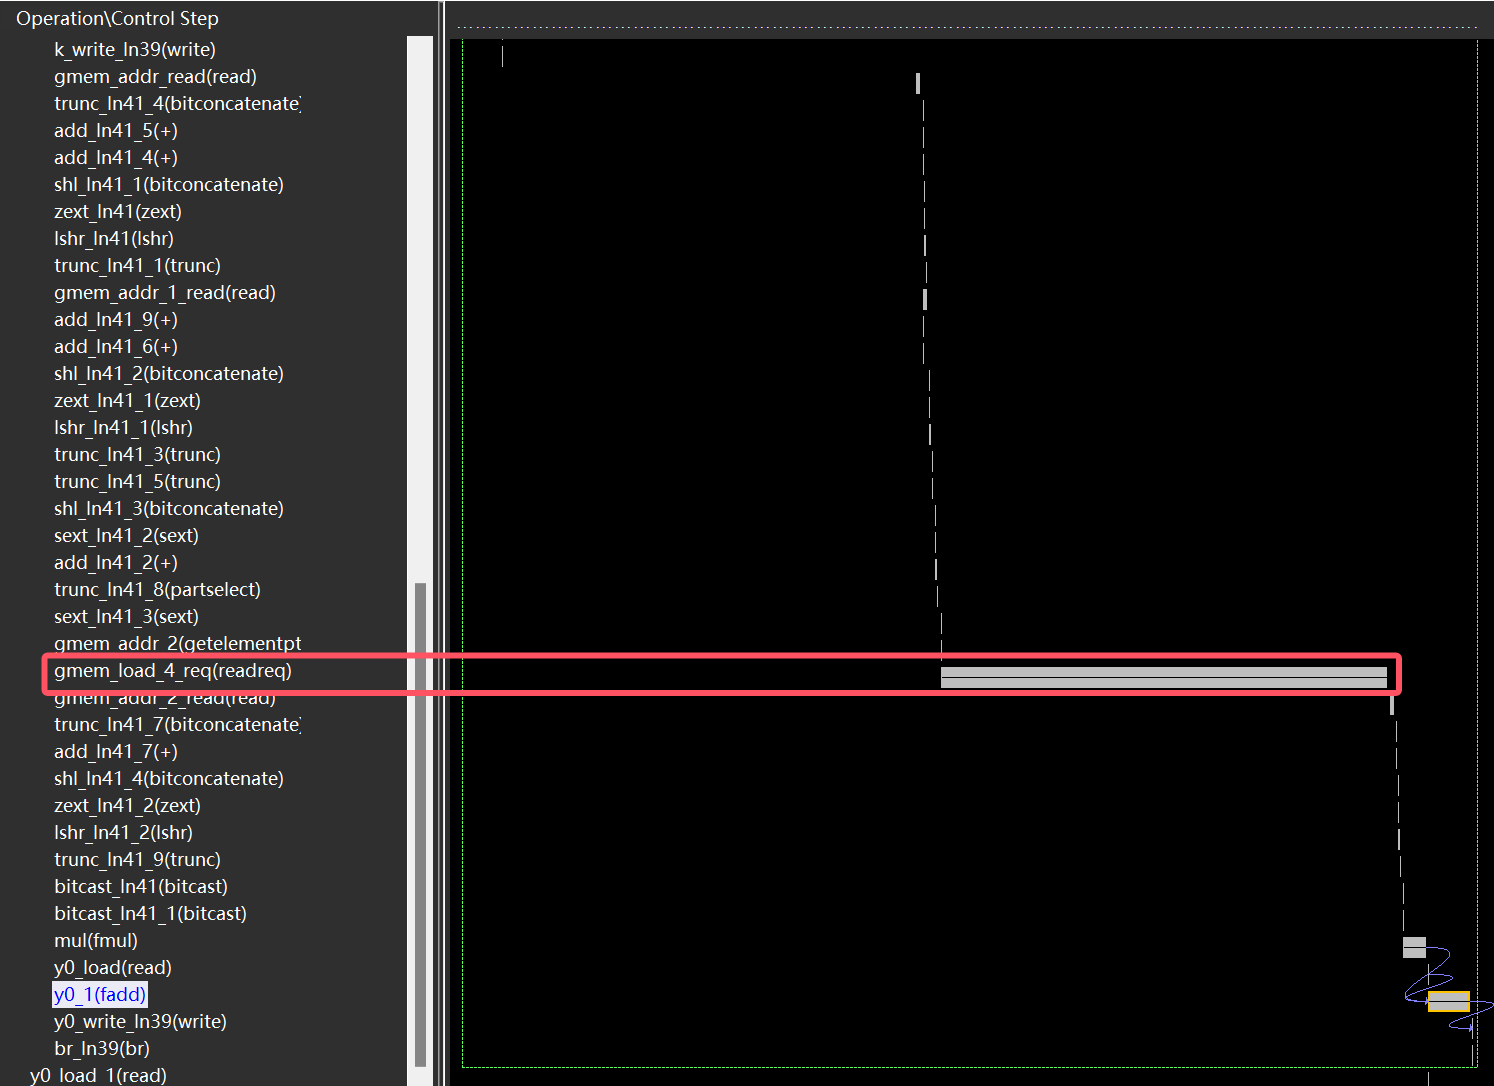 Operation\Control Step
k_write_ln39(write)
gmem_addr_read(read)
trunc_ln41_4(bitconcatenate)
add_ln41_5(+)
add_ln41_4(+)
shl_ln41_1(bitconcatenate)
zext_ln41(zext)
lshr_ln41(lshr)
trunc_ln41_1(trunc)
gmem_addr_1_read(read)
add_ln41_9(+)
add_ln41_6(+)
shl_ln41_2(bitconcatenate)
zext_ln41_1(zext)
lshr_ln41_1(lshr)
trunc_ln41_3(trunc)
trunc_ln41_5(trunc)
shl_ln41_3(bitconcatenate)
sext_ln41_2(sext)
add_ln41_2(+)
trunc_ln41_8(partselect)
sext_ln41_3(sext)
gmem_addr_2(getelementpt
gmem_load_4_req(readreq)
gmem_addr_2_read(read)
trunc_ln41_7(bitconcatenate)
add_ln41_7(+)
shl_ln41_4(bitconcatenate)
zext_ln41_2(zext)
lshr_ln41_2(lshr)
trunc_ln41_9(trunc)
bitcast_ln41(bitcast)
bitcast_ln41_1(bitcast)
mul(fmul)
y0_load(read)
y0_1(fadd)
y0_write_ln39(write)
br_ln39(br)
y0_load_1(read)